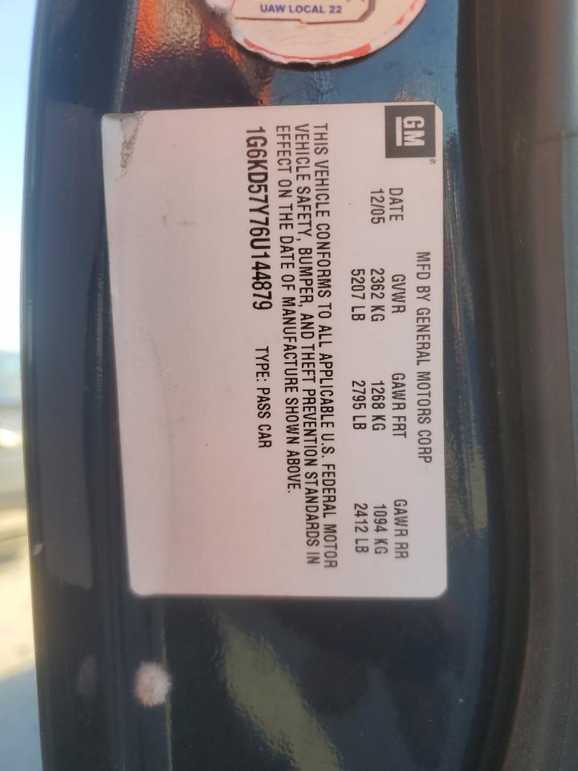 UAW LOCAL 22
GM
MFD BY GENERAL MOTORS CORP
DATE GVWR GAWR FRT GAWR RR
12/05 2362 KG 1268 KG 1094 KG
5207 LB 2795 LB 2412 LB
THIS VEHICLE CONFORMS TO ALL APPLICABLE U.S. FEDERAL MOTOR
VEHICLE SAFETY, BUMPER, AND THEFT PREVENTION STANDARDS IN
EFFECT ON THE DATE OF MANUFACTURE SHOWN ABOVE.
1G6KD57Y76U144879 TYPE: PASS CAR